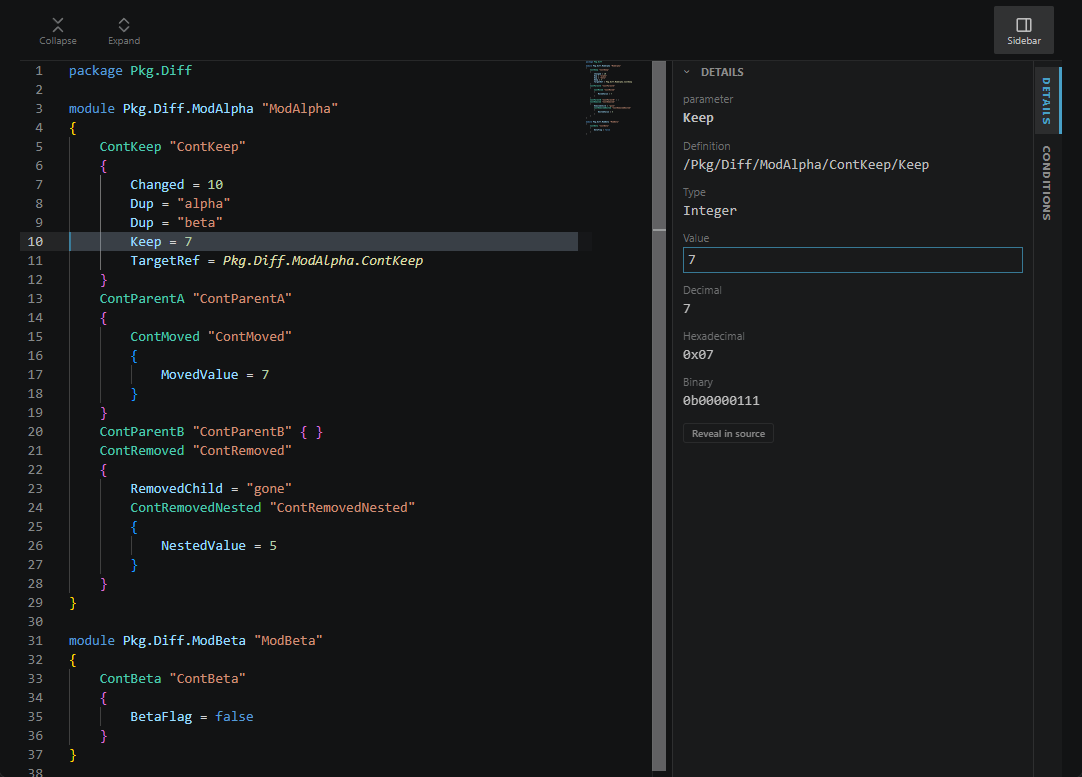 Collapse
Expand
Sidebar
1 package Pkg.Diff
2
3 module Pkg.Diff.ModAlpha "ModAlpha"
4 {
5 ContKeep "ContKeep"
6 {
7 Changed = 10
8 Dup = "alpha"
9 Dup = "beta"
10 Keep = 7
11 TargetRef = Pkg.Diff.ModAlpha.ContKeep
12 }
13 ContParentA "ContParentA"
14 {
15 ContMoved "ContMoved"
16 {
17 MovedValue = 7
18 }
19 }
20 ContParentB "ContParentB" { }
21 ContRemoved "ContRemoved"
22 {
23 RemovedChild = "gone"
24 ContRemovedNested "ContRemovedNested"
25 {
26 NestedValue = 5
27 }
28 }
29 }
30
31 module Pkg.Diff.ModBeta "ModBeta"
32 {
33 ContBeta "ContBeta"
34 {
35 BetaFlag = false
36 }
37 }
38
DETAILS
parameter
Keep
Definition
/Pkg/Diff/ModAlpha/ContKeep/Keep
Type
Integer
Value
7
Decimal
7
Hexadecimal
0x07
Binary
0b00000111
Reveal in source
DETAILS
CONDITIONS